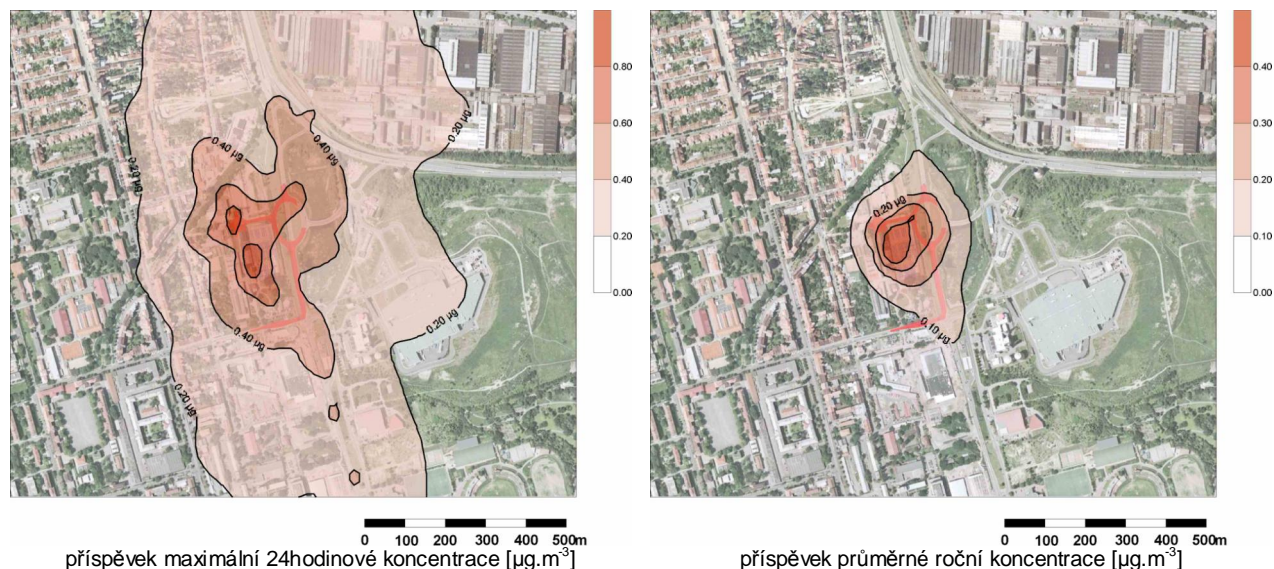 0.80
0.60
0.40
0.20
0.00
0.20 µg
0.20 µg
0.40 µg
0.40 µg
0.40 µg
0.20 µg
0.20 µg
0 100 200 300 400 500m
příspěvek maximální 24hodinové koncentrace [µg.m-3]
0.40
0.30
0.20
0.10
0.00
0.20 µg
0.10 µg
0 100 200 300 400 500m
příspěvek průměrné roční koncentrace [µg.m-3]